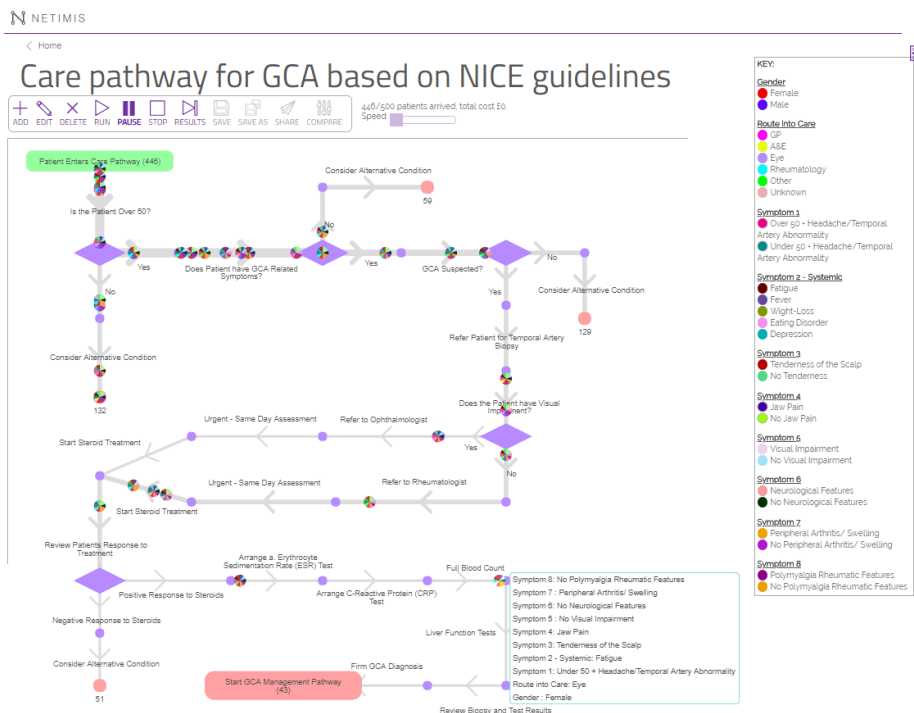 NETIMIS
Home
Care pathway for GCA based on NICE guidelines
ADD EDIT DELETE RUN PAUSE STOP RESULTS SAVE SAVE AS SHARE COMPARE
446/500 patients arrived, total cost £0.
Speed:
Patient Enters Care Pathway (446)
Is the Patient Over 50?
Yes
No
Consider Alternative Condition
132
Does Patient have GCA Related
Symptoms?
No
Consider Alternative Condition
59
Yes
GCA Suspected?
No
Consider Alternative Condition
129
Yes
Refer Patient for Temporal Artery
Biopsy
Does the Patient have Visual
Impairment?
Yes
Refer to Ophthalmologist
Urgent - Same Day Assessment
Start Steroid Treatment
No
Refer to Rheumatologist
Urgent - Same Day Assessment
Start Steroid Treatment
Review Patients Response to
Treatment
Positive Response to Steroids
Negative Response to Steroids
Consider Alternative Condition
51
Arrange a. Erythrocyte
Sedimentation Rate (ESR) Test
Arrange C-Reactive Protein (CRP)
Test
Full Blood Count
Liver Function Tests
Review Biopsy and Test Results
Firm GCA Diagnosis
Start GCA Management Pathway
(43)
Symptom 8: No Polymyalgia Rheumatic Features
Symptom 7 : Peripheral Arthritis/ Swelling
Symptom 6: No Neurological Features
Symptom 5 : No Visual Impairment
Symptom 4: Jaw Pain
Symptom 3: Tenderness of the Scalp
Symptom 2 - Systemic: Fatigue
Symptom 1: Under 50 + Headache/Temporal Artery Abnormality
Route into Care: Eye
Gender : Female
KEY:
Gender
Female
Male
Route Into Care
GP
A&E
Eye
Rheumatology
Other
Unknown
Symptom 1
Over 50 + Headache/Temporal
Artery Abnormality
Under 50 + Headache/Temporal
Artery Abnormality
Symptom 2 - Systemic
Fatigue
Fever
Wight-Loss
Eating Disorder
Depression
Symptom 3
Tenderness of the Scalp
No Tenderness
Symptom 4
Jaw Pain
No Jaw Pain
Symptom 5
Visual Impairment
No Visual Impairment
Symptom 6
Neurological Features
No Neurological Features
Symptom 7
Peripheral Arthritis/ Swelling
No Peripheral Arthritis/ Swelling
Symptom 8
Polymyalgia Rheumatic Features
No Polymyalgia Rheumatic Features